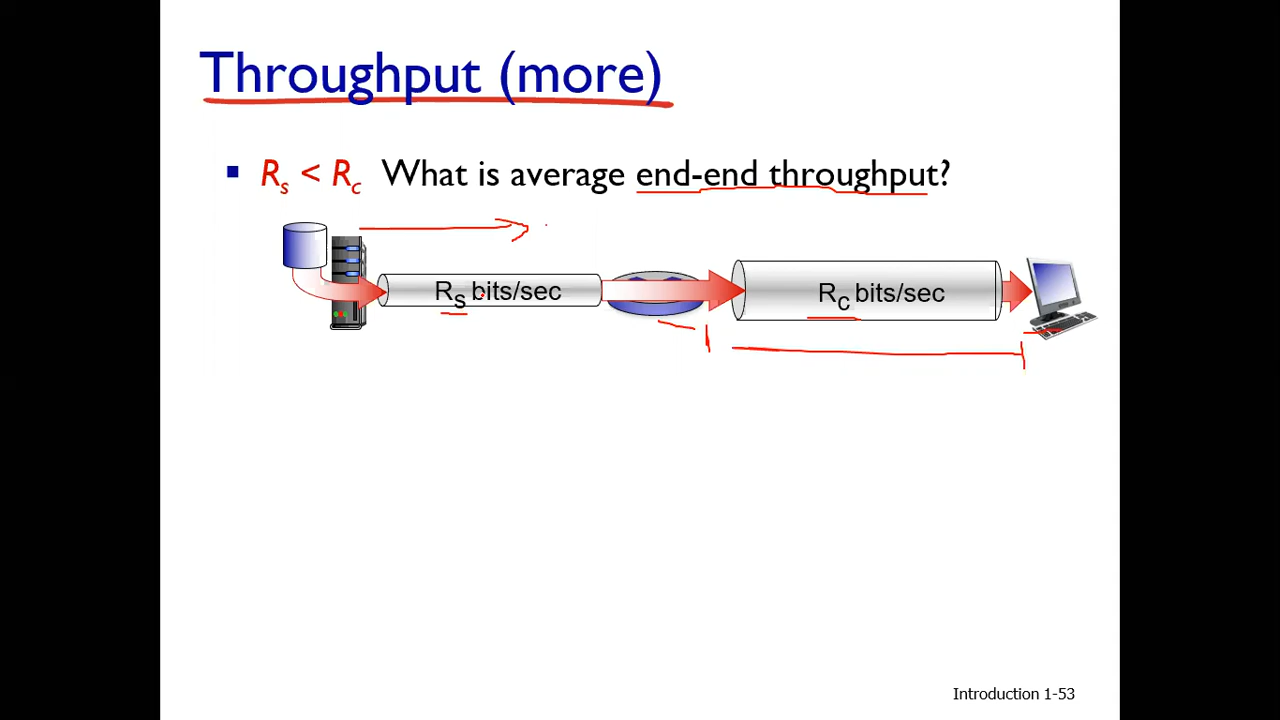 Throughput (more)
Rs < Rc What is average end-end throughput?
Rs bits/sec
Rc bits/sec
Introduction 1-53